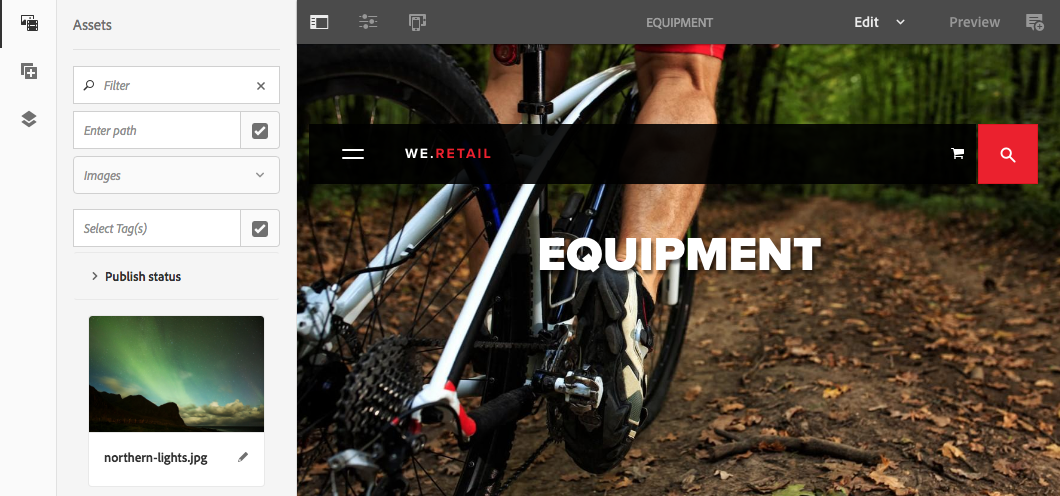 Assets
Filter
Enter path
Images
Select Tag(s)
Publish status
northern-lights.jpg
EQUIPMENT
Edit
Preview
WE.RETAIL
EQUIPMENT